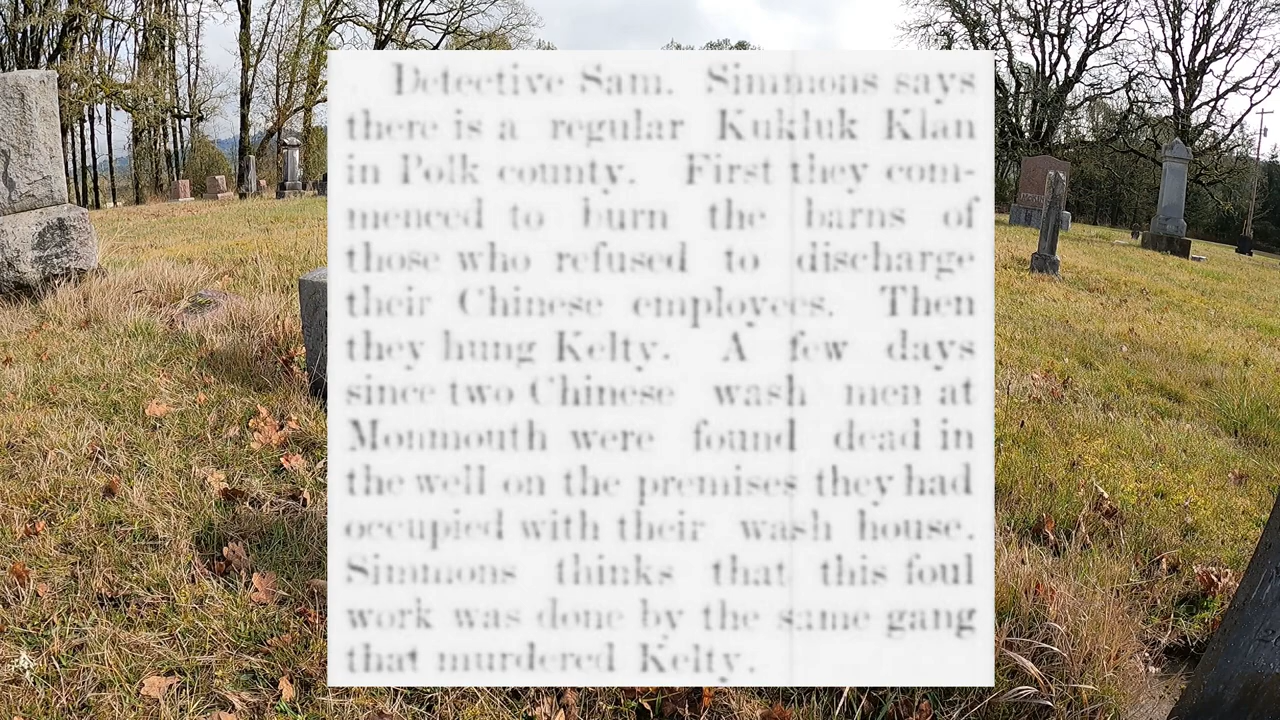 Detective Sam. Simmons says
there is a regular Kukluk Klan
in Polk county. First they com-
menced to burn the barns of
those who refused to discharge
their Chinese employees. Then
they hung Kelty. A few days
since two Chinese wash men at
Monmouth were found dead in
the well on the premises they had
occupied with their wash house.
Simmons thinks that this foul
work was done by the same gang
that murdered Kelty.